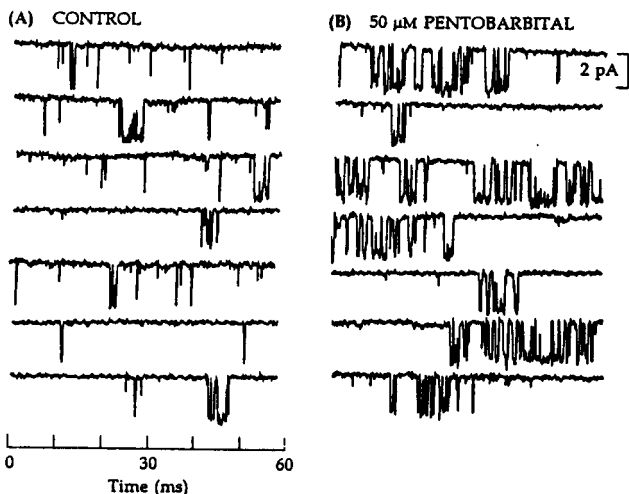 (A) CONTROL
(B) 50 μM PENTOBARBITAL
2 pA
0 30 60
Time (ms)